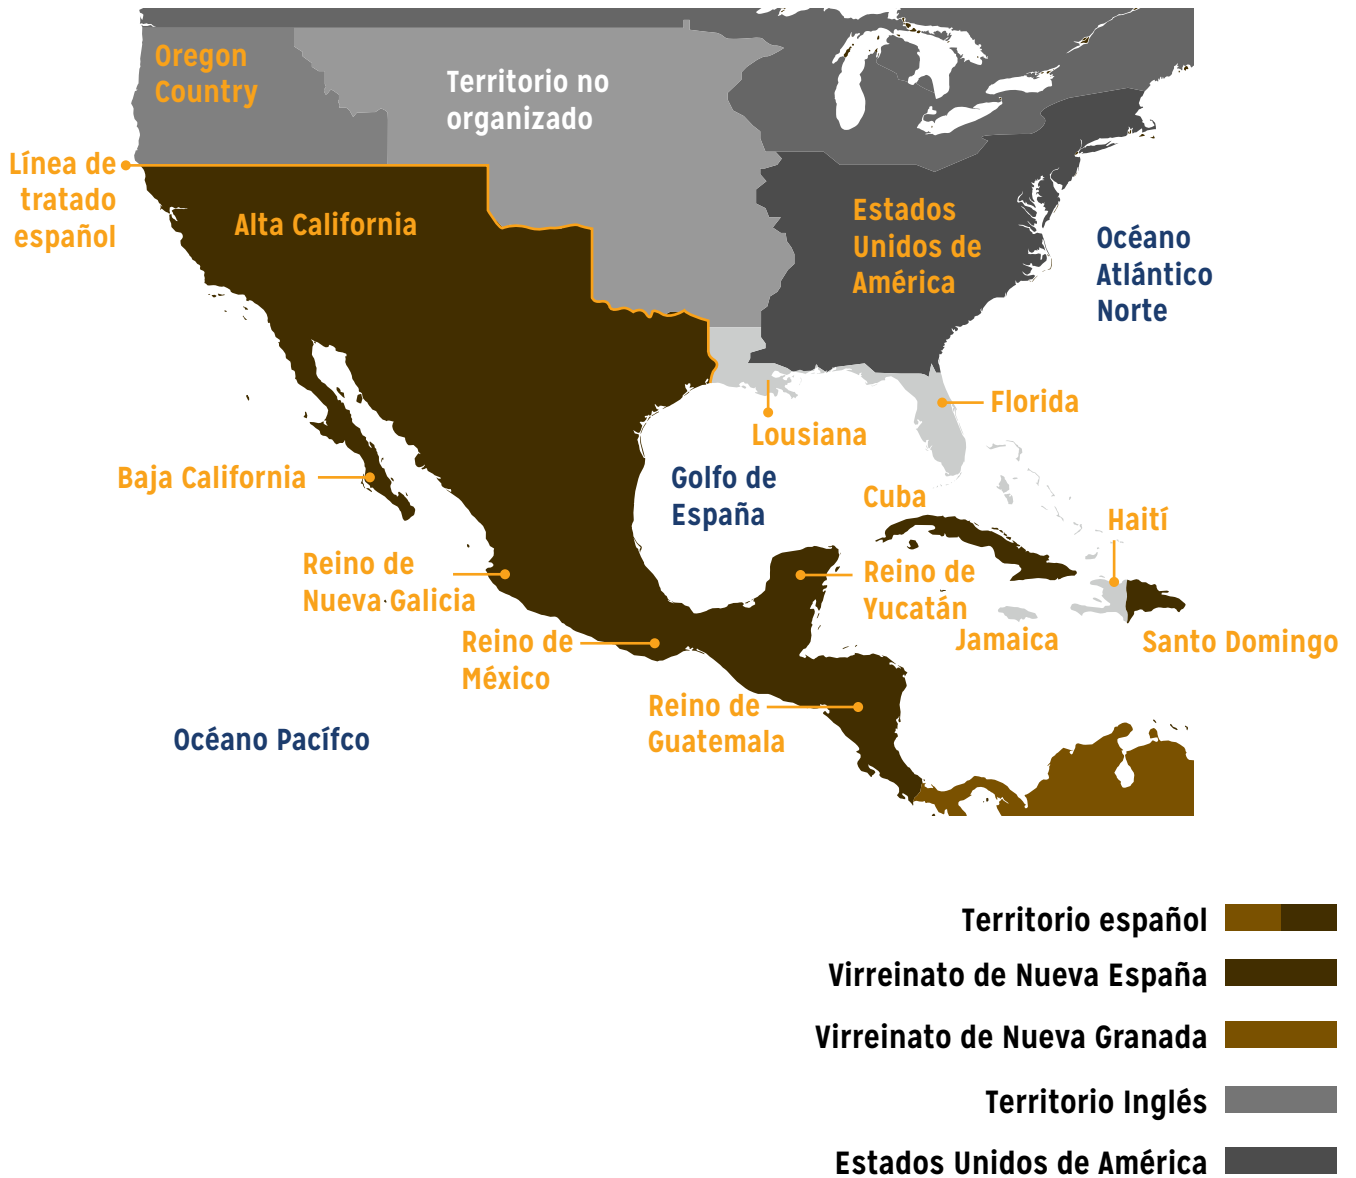 Oregon
Country
Territorio no
organizado
Línea de
tratado
español
Alta California
Estados
Unidos de
América
Océano
Atlántico
Norte
Florida
Lousiana
Baja California
Golfo de
España
Cuba
Haití
Reino de
Nueva Galicia
Reino de
Yucatán
Jamaica
Santo Domingo
Reino de
México
Reino de
Guatemala
Océano Pacífco
Territorio español
Virreinato de Nueva España
Virreinato de Nueva Granada
Territorio Inglés
Estados Unidos de América